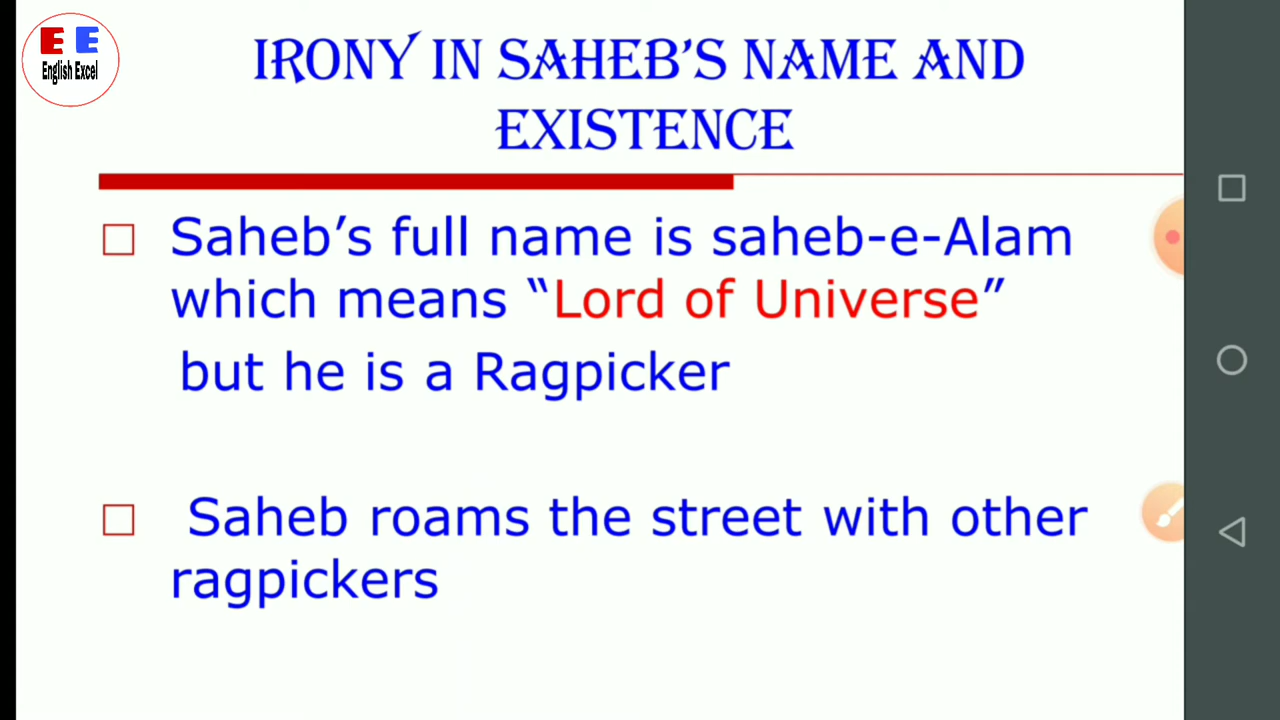 E E
English Excel
IRONY IN SAHEB'S NAME AND
EXISTENCE
Saheb’s full name is saheb-e-Alam
which means “Lord of Universe”
but he is a Ragpicker
Saheb roams the street with other
ragpickers